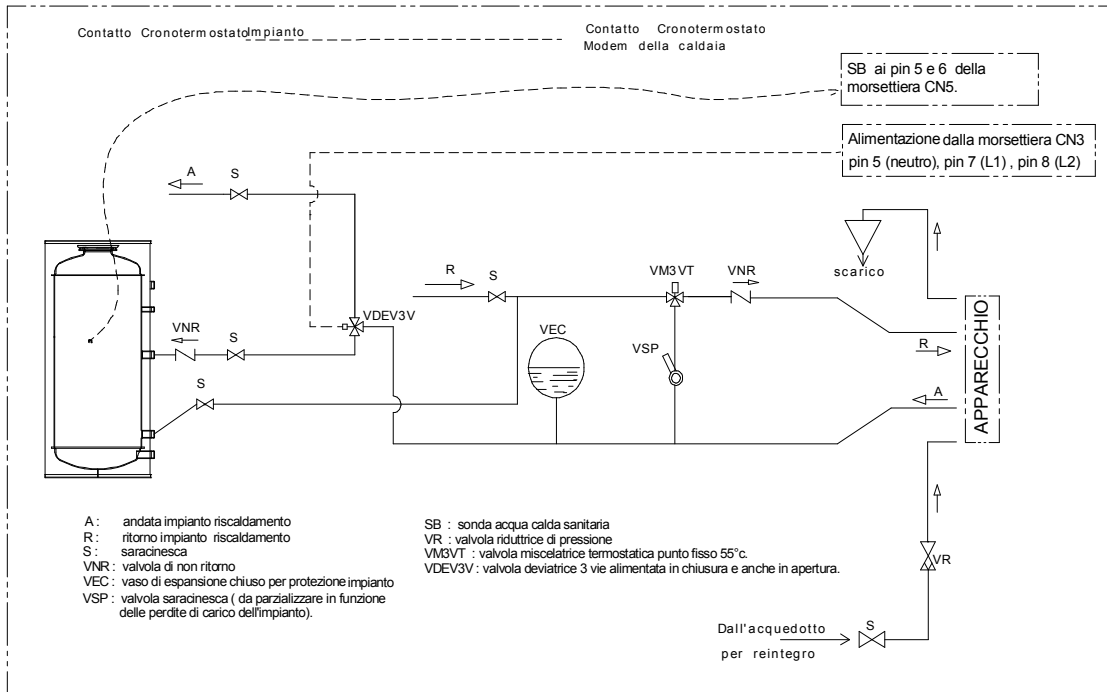 Contatto Cronotermostato Impianto
Contatto Cronotermostato
Modem della caldaia
SB ai pin 5 e 6 della
morsettiera CN5.
Alimentazione dalla morsettiera CN3
pin 5 (neutro), pin 7 (L1) , pin 8 (L2)
A
S
scarico
R
S
VM3VT
VNR
VDEV3V
VNR
S
VEC
VSP
R
APPARECCHIO
S
A
A : andata impianto riscaldamento
R : ritorno impianto riscaldamento
S : saracinesca
VNR : valvola di non ritorno
VEC : vaso di espansione chiuso per protezione impianto
VSP : valvola saracinesca ( da parzializzare in funzione
delle perdite di carico dell'impianto).
SB : sonda acqua calda sanitaria
VR : valvola riduttrice di pressione
VM3VT : valvola miscelatrice termostatica punto fisso 55°c.
VDEV3V : valvola deviatrice 3 vie alimentata in chiusura e anche in apertura.
VR
Dall'acquedotto
per reintegro
S